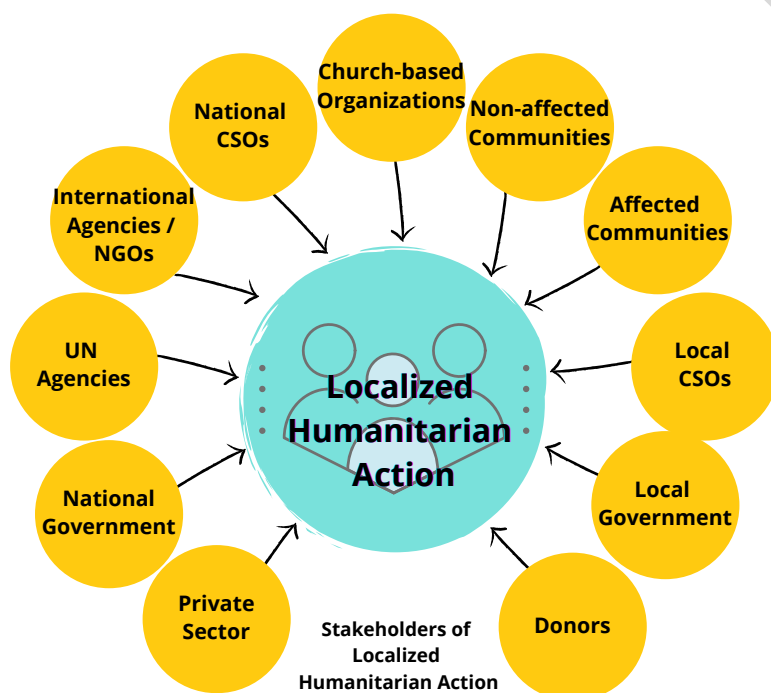 Church-based
Organizations
National
CSOs
Non-affected
Communities
International
Agencies /
NGOs
Affected
Communities
UN
Agencies
Local
CSOs
Localized
Humanitarian
Action
National
Government
Local
Government
Private
Sector
Donors
Stakeholders of
Localized
Humanitarian Action